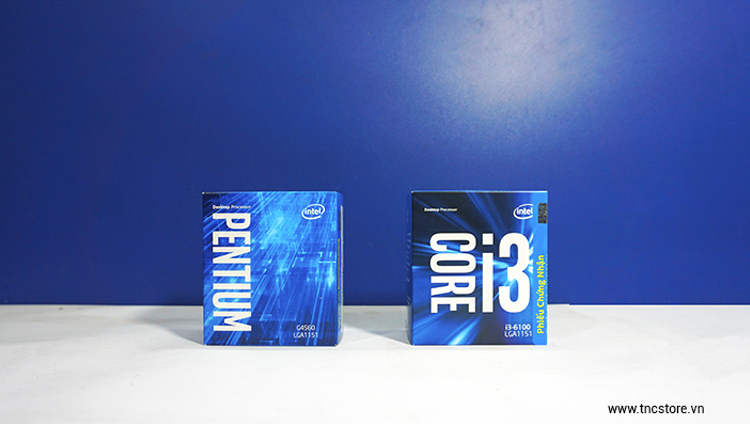 Desktop Processor
intel
PENTIUM
G4560
LGA1151
Desktop Processor
intel
CORE i3
i3-6100
LGA1151
Phiếu Chứng Nhận
www.tncstore.vn